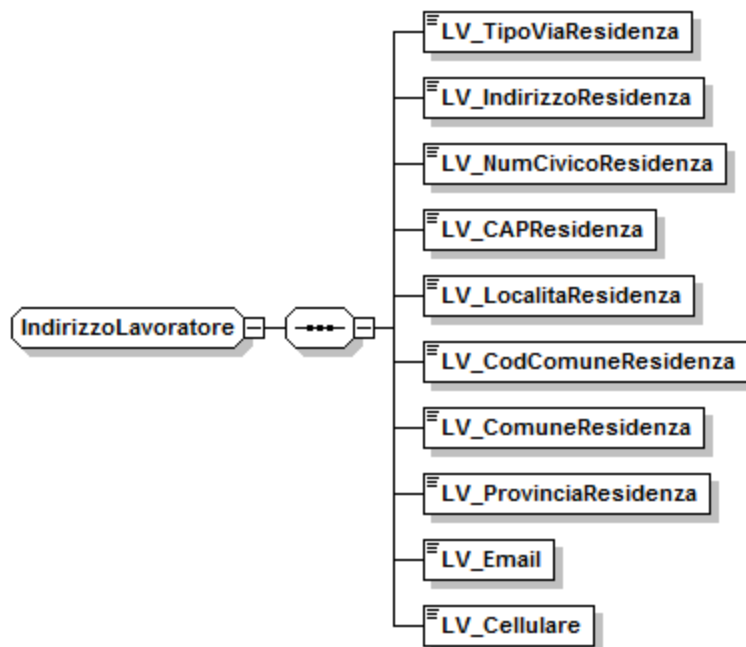 LV_TipoViaResidenza
LV_IndirizzoResidenza
LV_NumCivicoResidenza
LV_CAPResidenza
LV_LocalitaResidenza
IndirizzoLavoratore
LV_CodComuneResidenza
LV_ComuneResidenza
LV_ProvinciaResidenza
LV_Email
LV_Cellulare